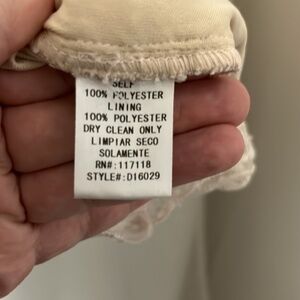 SELF
100% POLYESTER
LINING
100% POLYESTER
DRY CLEAN ONLY
LIMPIAR SECO
SOLAMENTE
RN#:117118
STYLE#:D16029